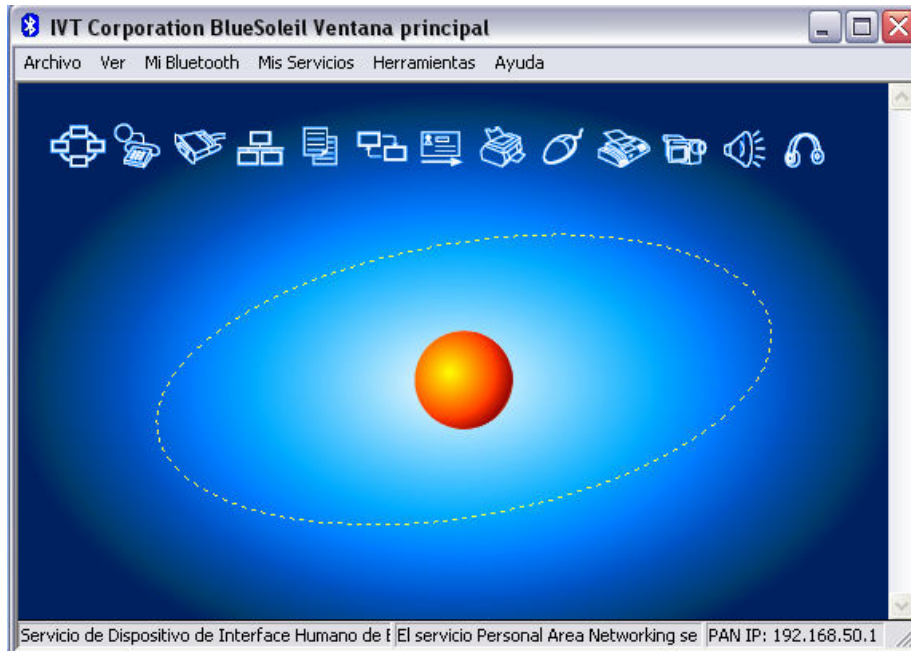 IVT Corporation BlueSoleil Ventana principal
Archivo Ver Mi Bluetooth Mis Servicios Herramientas Ayuda
Servicio de Dispositivo de Interface Humano de El servicio Personal Area Networking se PAN IP: 192.168.50.1